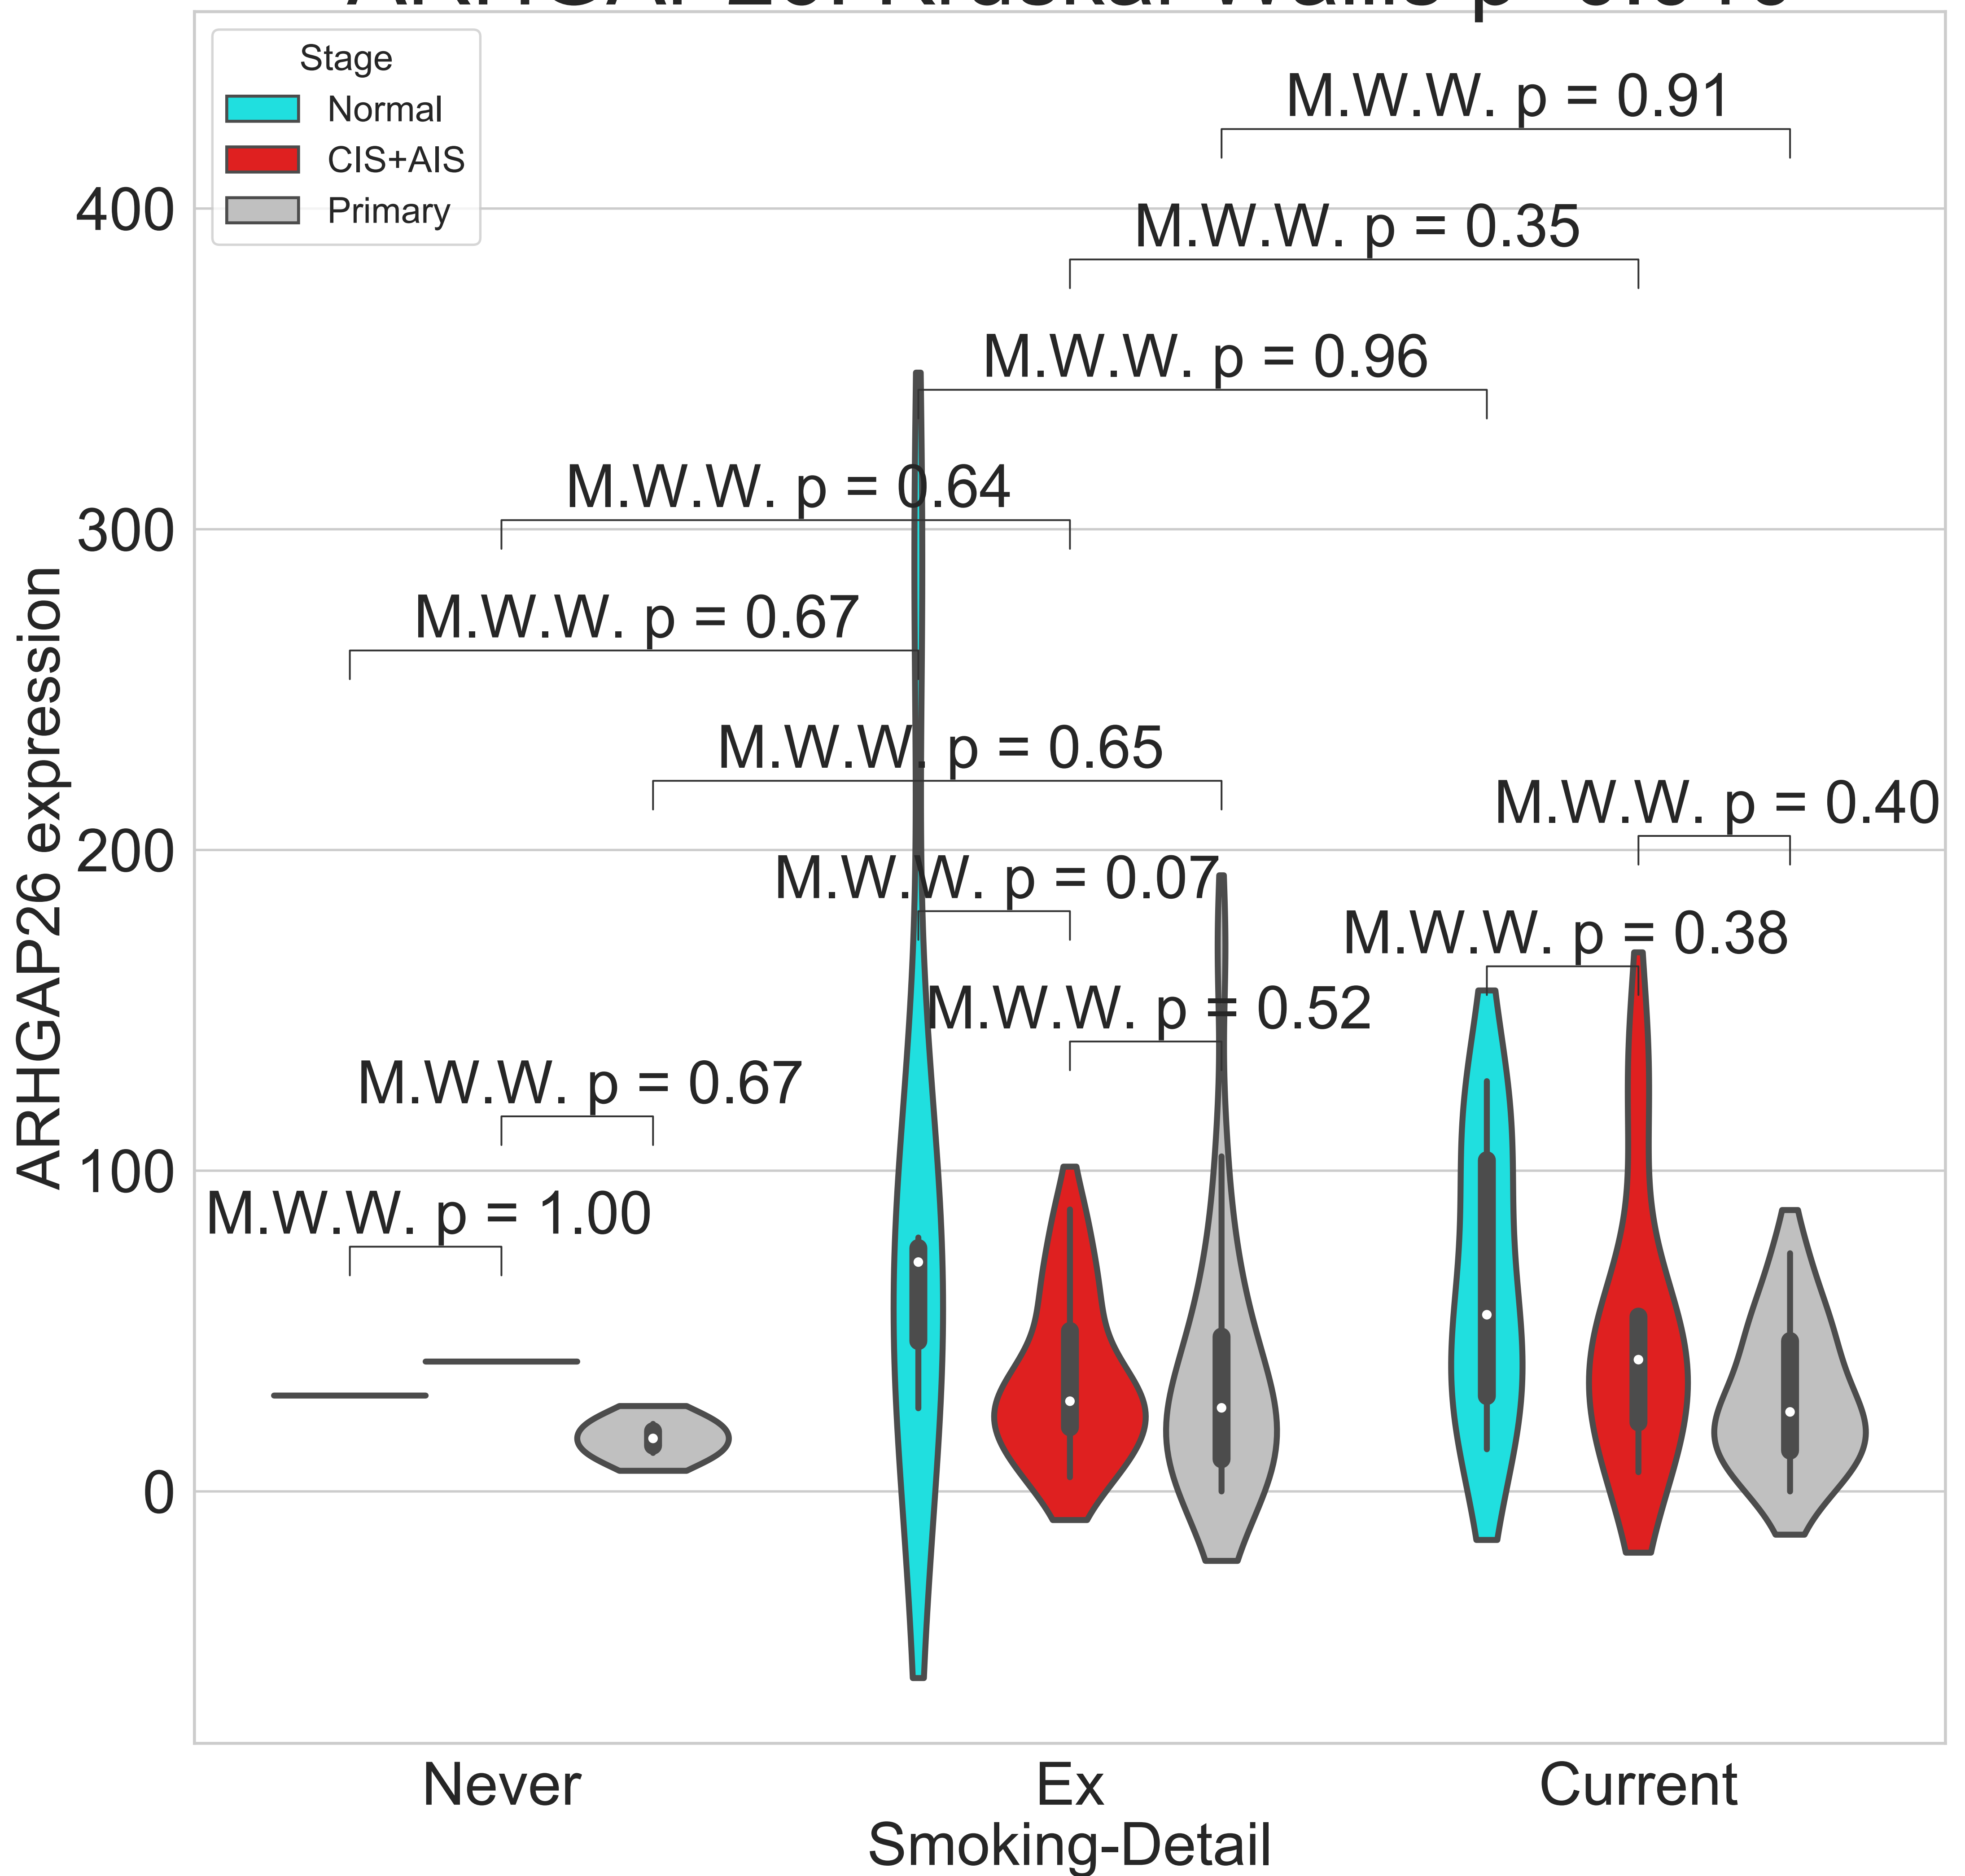 Stage
Normal
CIS+AIS
Primary
M.W.W. p = 0.91
400
M.W.W. p = 0.35
M.W.W. p = 0.96
M.W.W. p = 0.64
300
M.W.W. p = 0.67
M.W.W. p = 0.65
M.W.W. p = 0.40
200
M.W.W. p = 0.07
M.W.W. p = 0.38
M.W.W. p = 0.52
M.W.W. p = 0.67
100
M.W.W. p = 1.00
0
ARHGAP26 expression
Never
Ex
Current
Smoking-Detail